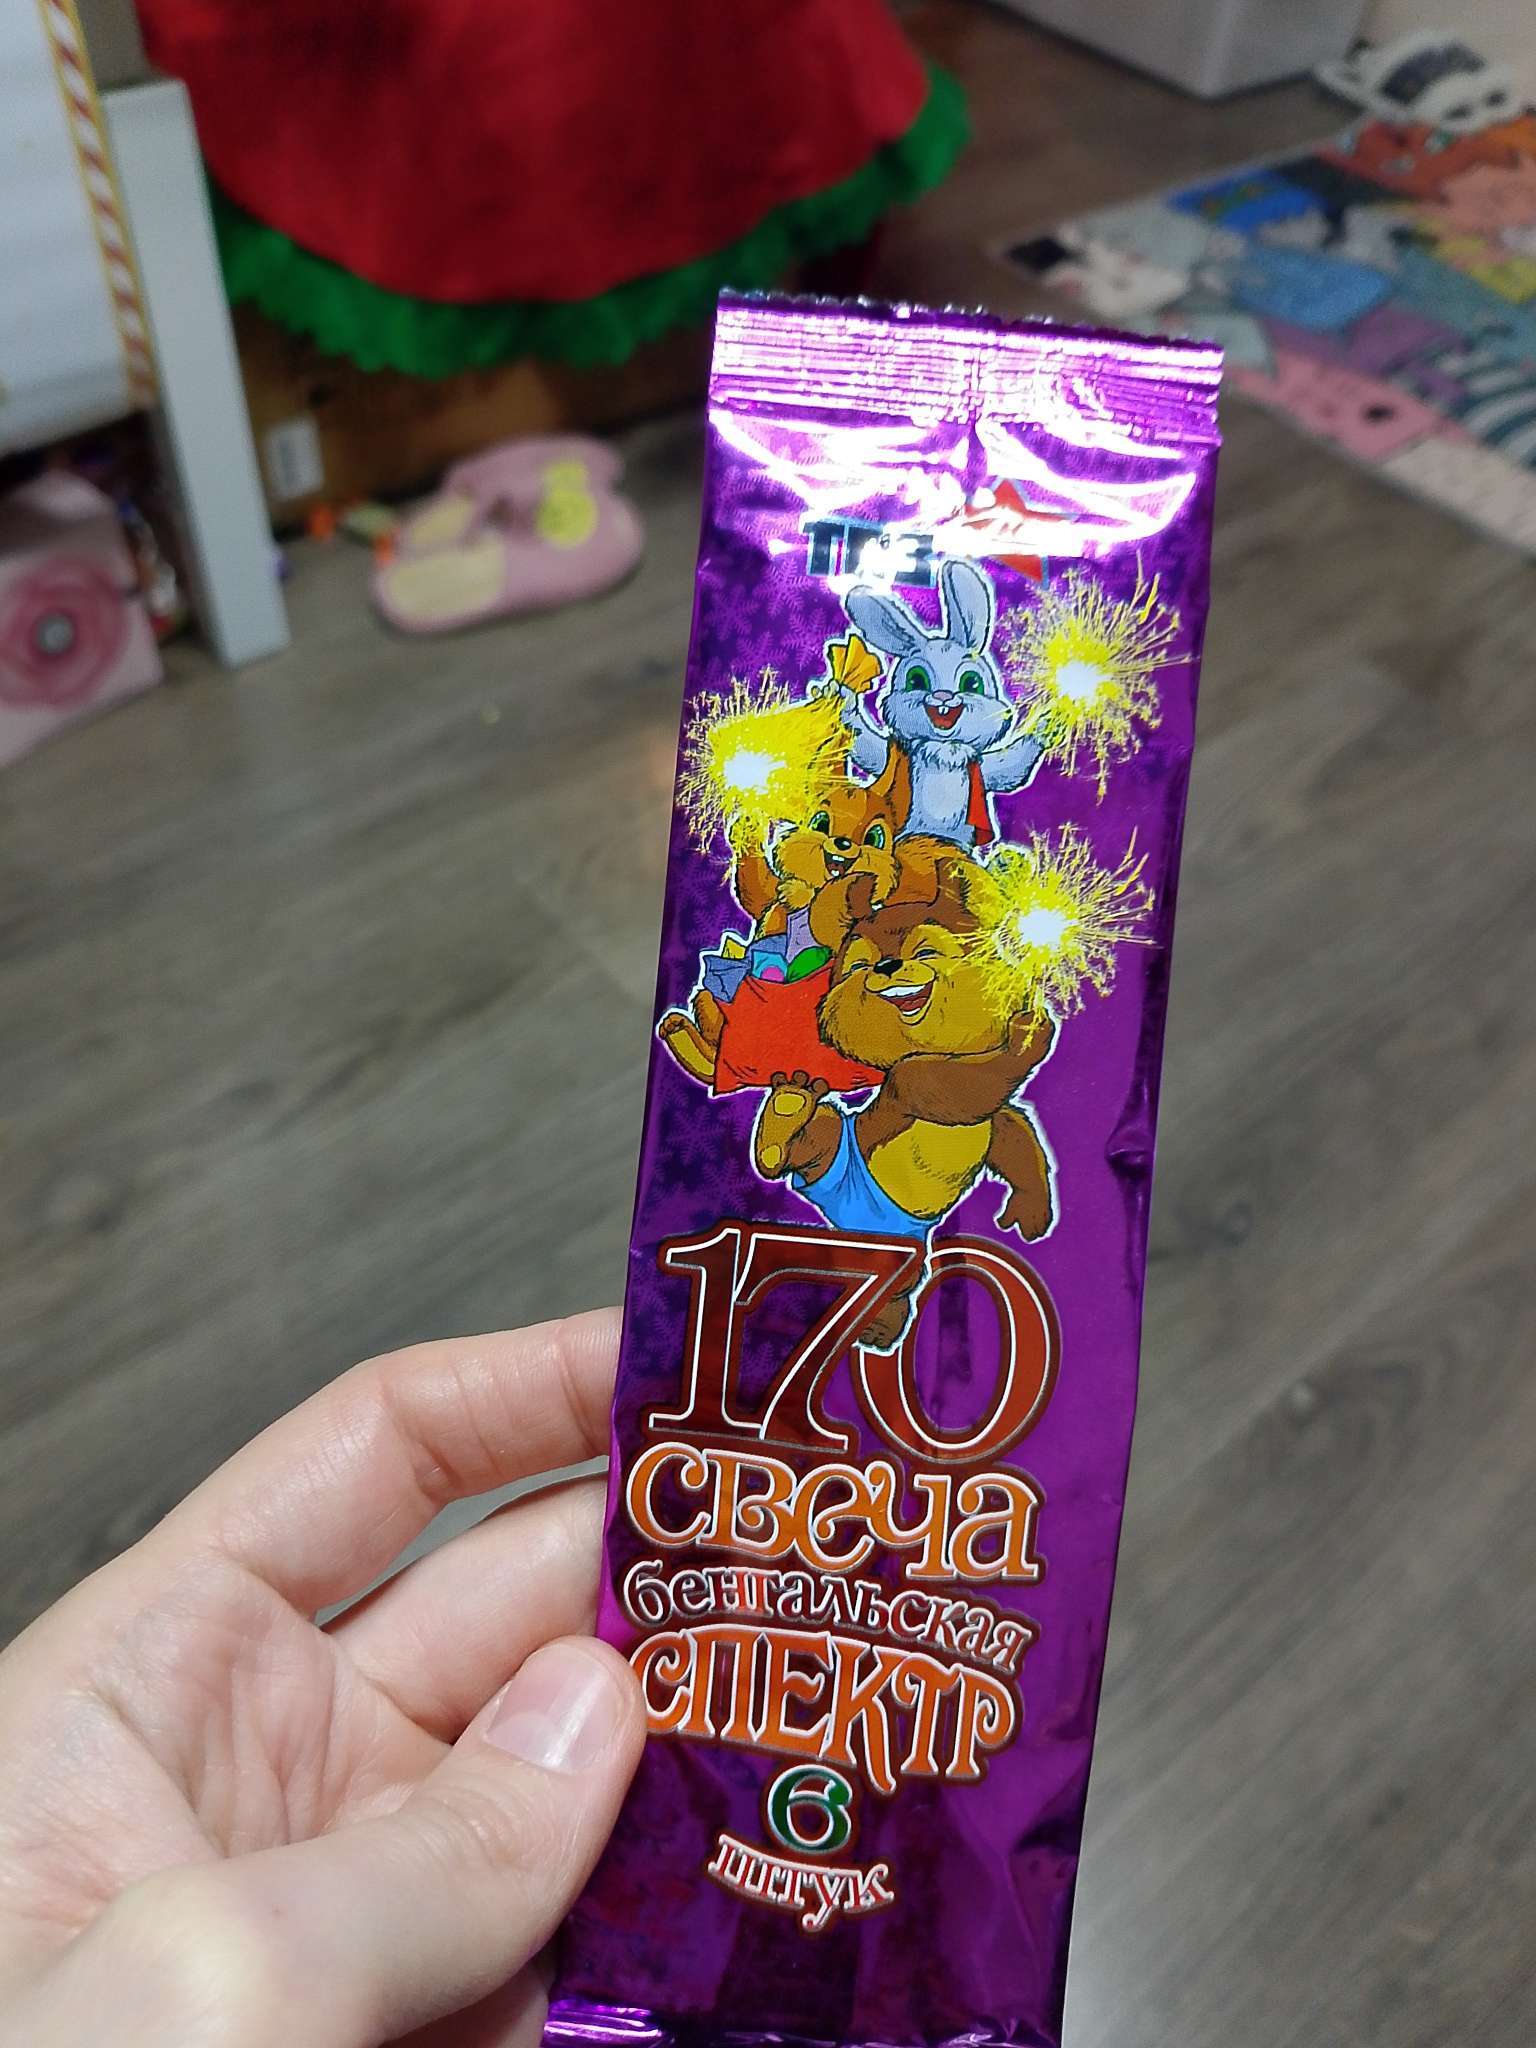 170
свеча
бенгальская
СПЕКТР
6
штук